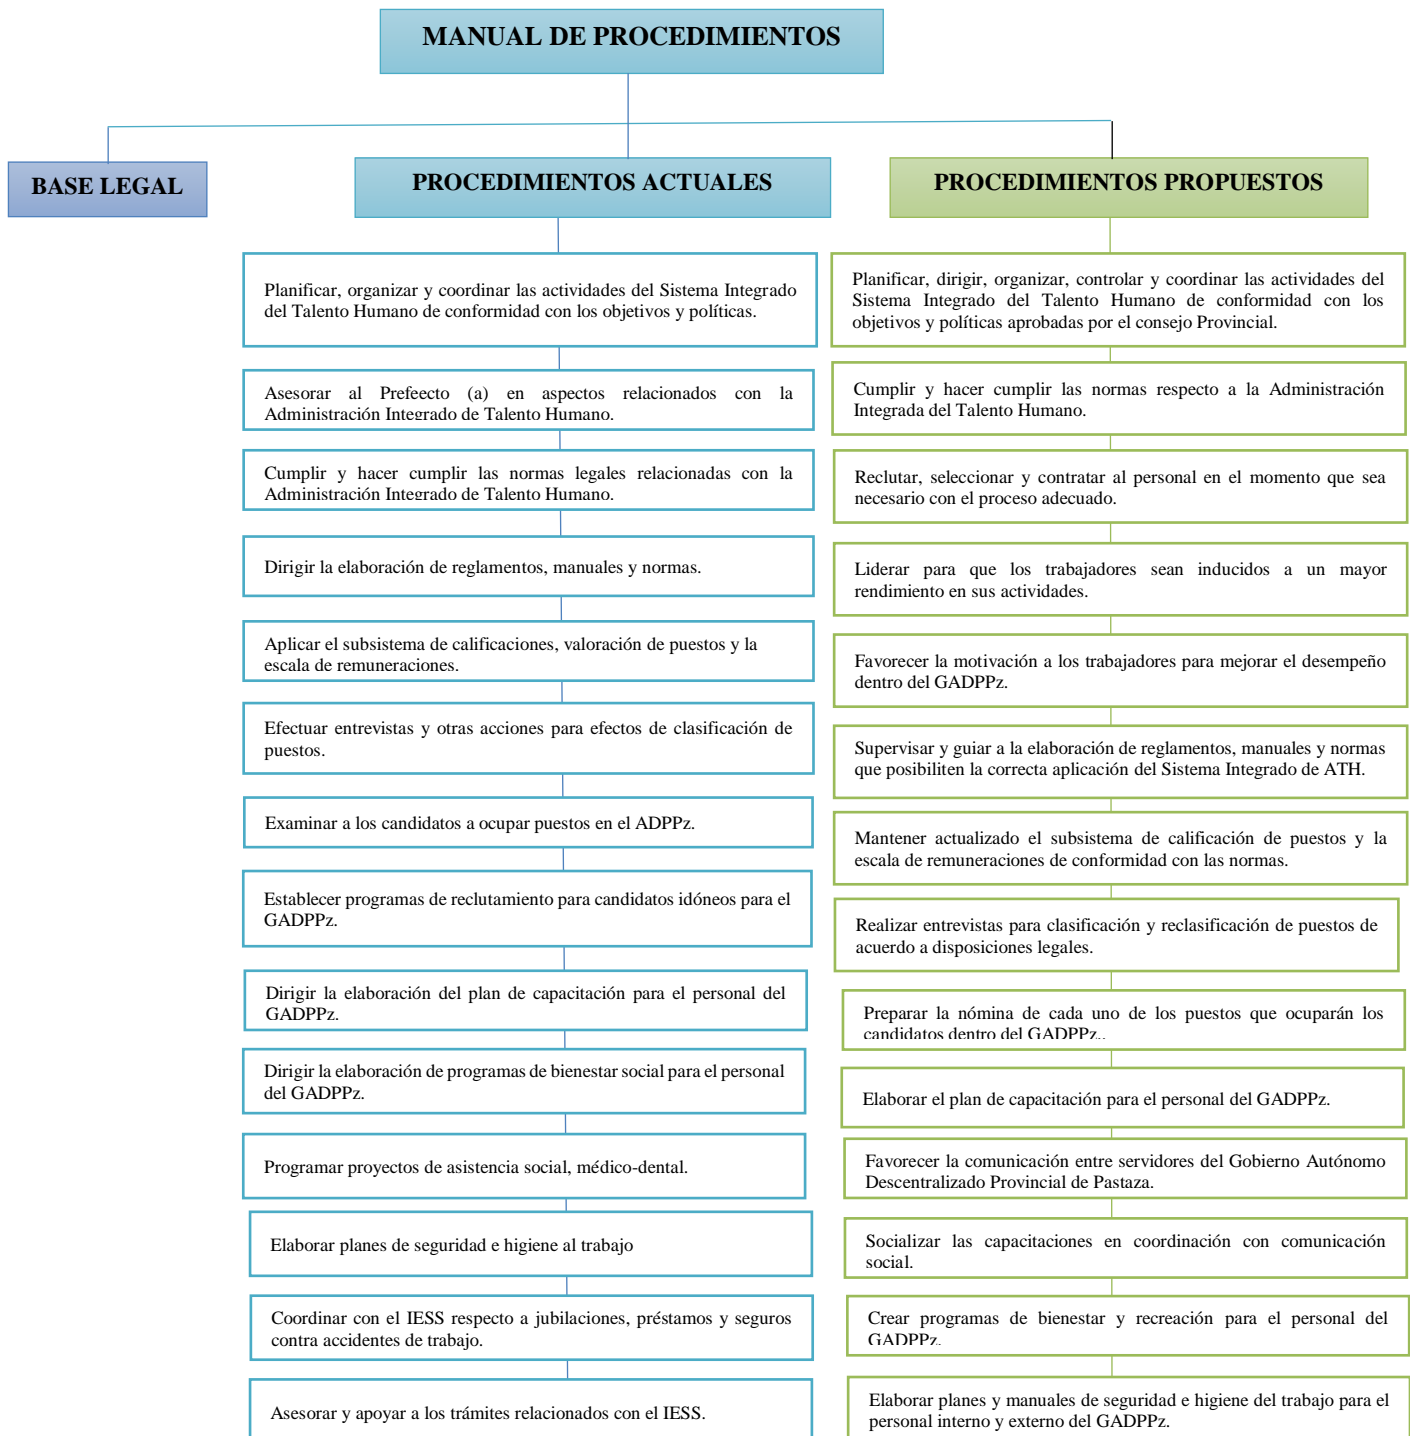 MANUAL DE PROCEDIMIENTOS
BASE LEGAL
PROCEDIMIENTOS ACTUALES
Planificar, organizar y coordinar las actividades del Sistema Integrado
del Talento Humano de conformidad con los objetivos y políticas.
Asesorar al Prefeecto (a) en aspectos relacionados con la
Administración Integrado de Talento Humano.
Cumplir y hacer cumplir las normas legales relacionadas con la
Administración Integrado de Talento Humano.
Dirigir la elaboración de reglamentos, manuales y normas.
Aplicar el subsistema de calificaciones, valoración de puestos y la
escala de remuneraciones.
Efectuar entrevistas y otras acciones para efectos de clasificación de
puestos.
Examinar a los candidatos a ocupar puestos en el ADPPz.
Establecer programas de reclutamiento para candidatos idóneos para el
GADPPz.
Dirigir la elaboración del plan de capacitación para el personal del
GADPPz.
Dirigir la elaboración de programas de bienestar social para el personal
del GADPPz.
Programar proyectos de asistencia social, médico-dental.
Elaborar planes de seguridad e higiene al trabajo
Coordinar con el IESS respecto a jubilaciones, préstamos y seguros
contra accidentes de trabajo.
Asesorar y apoyar a los trámites relacionados con el IESS.
PROCEDIMIENTOS PROPUESTOS
Planificar, dirigir, organizar, controlar y coordinar las actividades del
Sistema Integrado del Talento Humano de conformidad con los
objetivos y políticas aprobadas por el consejo Provincial.
Cumplir y hacer cumplir las normas respecto a la Administración
Integrada del Talento Humano.
Reclutar, seleccionar y contratar al personal en el momento que sea
necesario con el proceso adecuado.
Liderar para que los trabajadores sean inducidos a un mayor
rendimiento en sus actividades.
Favorecer la motivación a los trabajadores para mejorar el desempeño
dentro del GADPPz.
Supervisar y guiar a la elaboración de reglamentos, manuales y normas
que posibiliten la correcta aplicación del Sistema Integrado de ATH.
Mantener actualizado el subsistema de calificación de puestos y la
escala de remuneraciones de conformidad con las normas.
Realizar entrevistas para clasificación y reclasificación de puestos de
acuerdo a disposiciones legales.
Preparar la nómina de cada uno de los puestos que ocuparán los
candidatos dentro del GADPPz..
Elaborar el plan de capacitación para el personal del GADPPz.
Favorecer la comunicación entre servidores del Gobierno Autónomo
Descentralizado Provincial de Pastaza.
Socializar las capacitaciones en coordinación con comunicación
social.
Crear programas de bienestar y recreación para el personal del
GADPPz.
Elaborar planes y manuales de seguridad e higiene del trabajo para el
personal interno y externo del GADPPz.